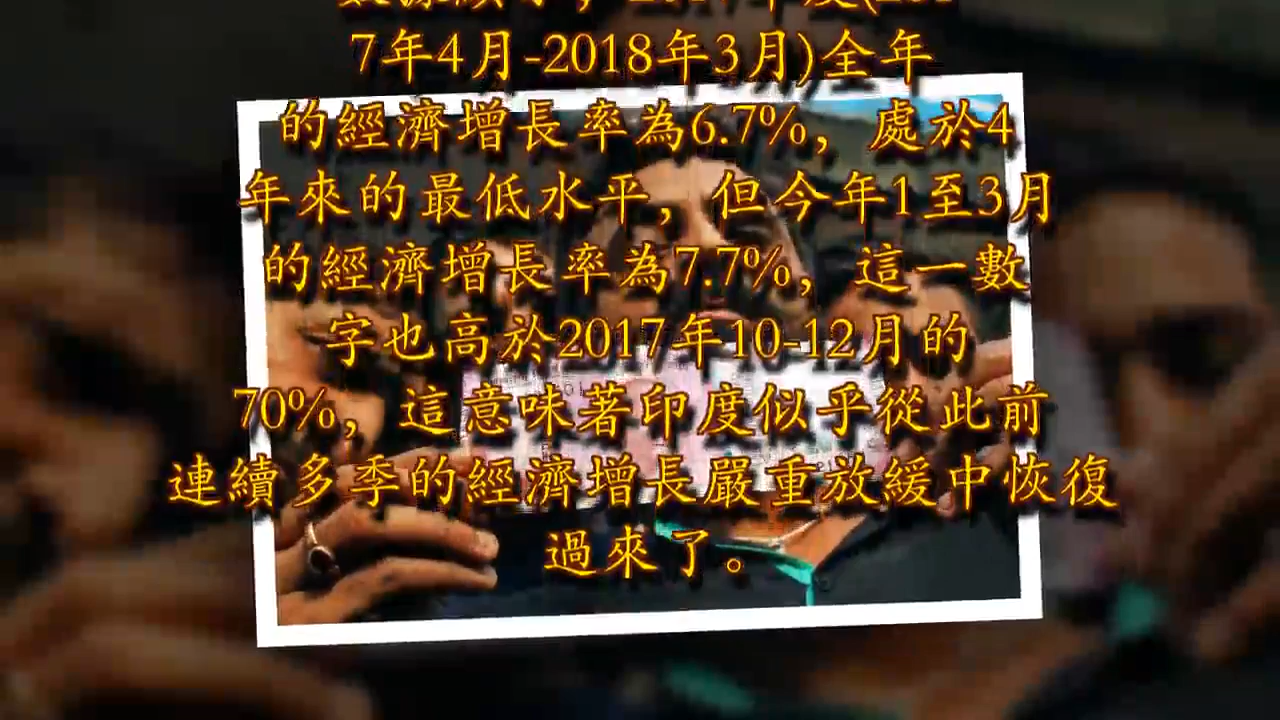 7年4月-2018年3月)全年
的經濟增長率為6.7%，處於4
年來的最低水平，但今年1至3月
的經濟增長率為7.7%，這一數
字也高於2017年10-12月的
70%，這意味著印度似乎從此前
連續多季的經濟增長嚴重放緩中恢復
過來了。